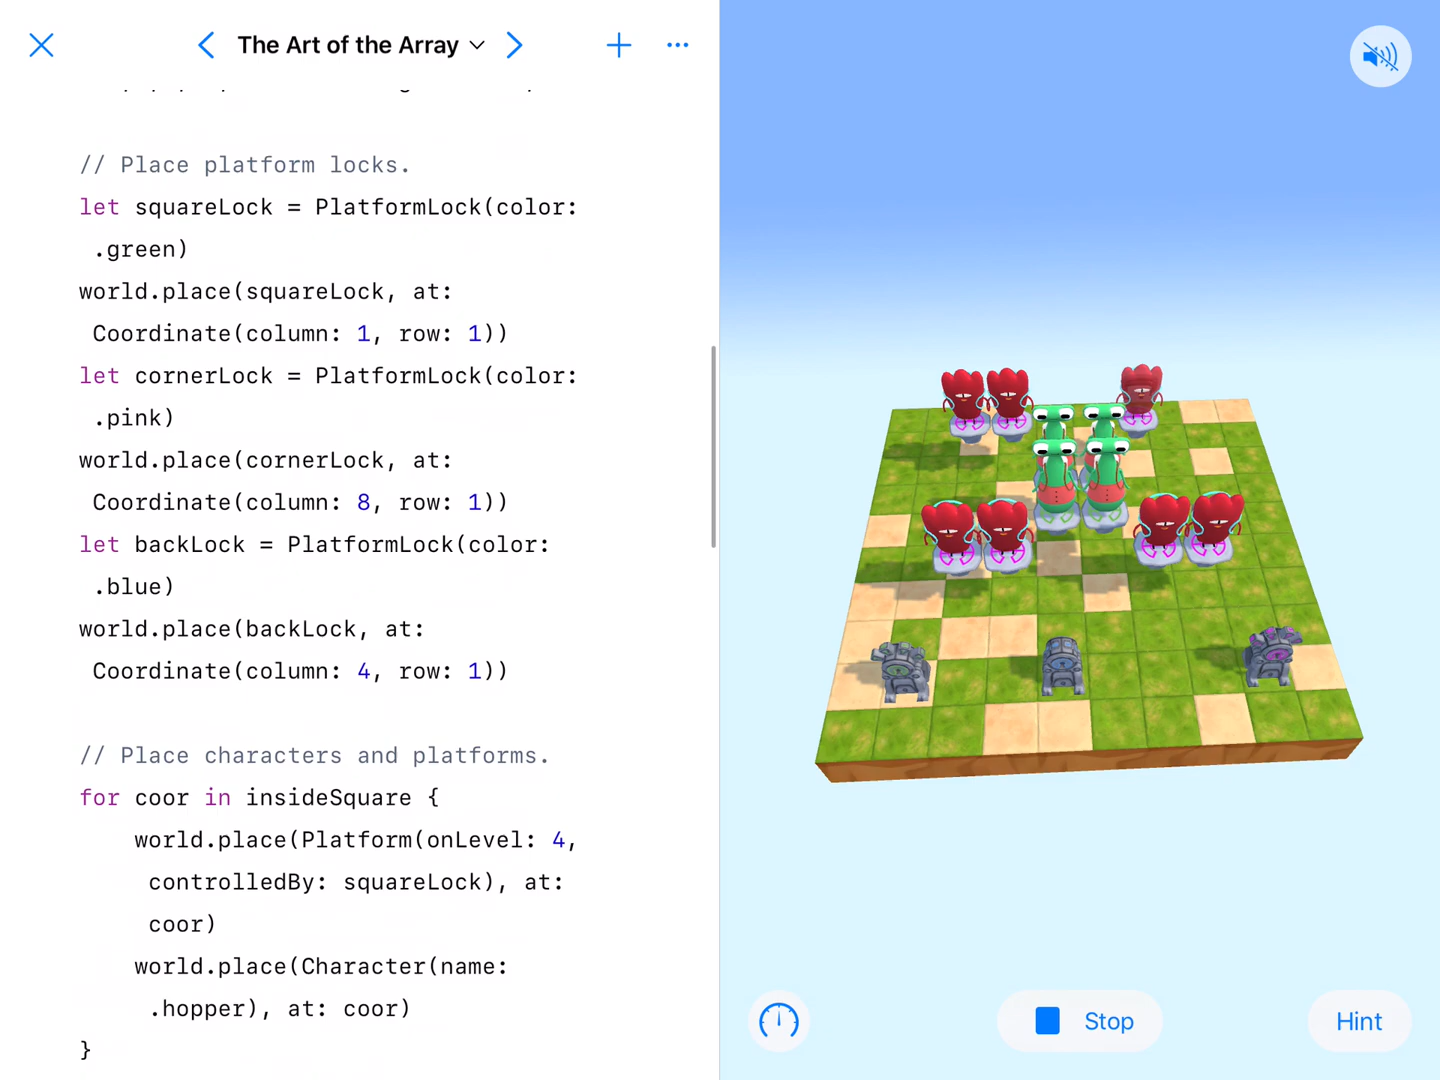 The Art of the Array
// Place platform locks.
let squareLock = PlatformLock(color:
.green)
world.place(squareLock, at:
Coordinate(column: 1, row: 1))
let cornerLock = PlatformLock(color:
.pink)
world.place(cornerLock, at:
Coordinate(column: 8, row: 1))
let backLock = PlatformLock(color:
.blue)
world.place(backLock, at:
Coordinate(column: 4, row: 1))
// Place characters and platforms.
for coor in insideSquare {
world.place(Platform(onLevel: 4,
controlledBy: squareLock), at:
coor)
world.place(Character(name:
.hopper), at: coor)
}
Stop
Hint